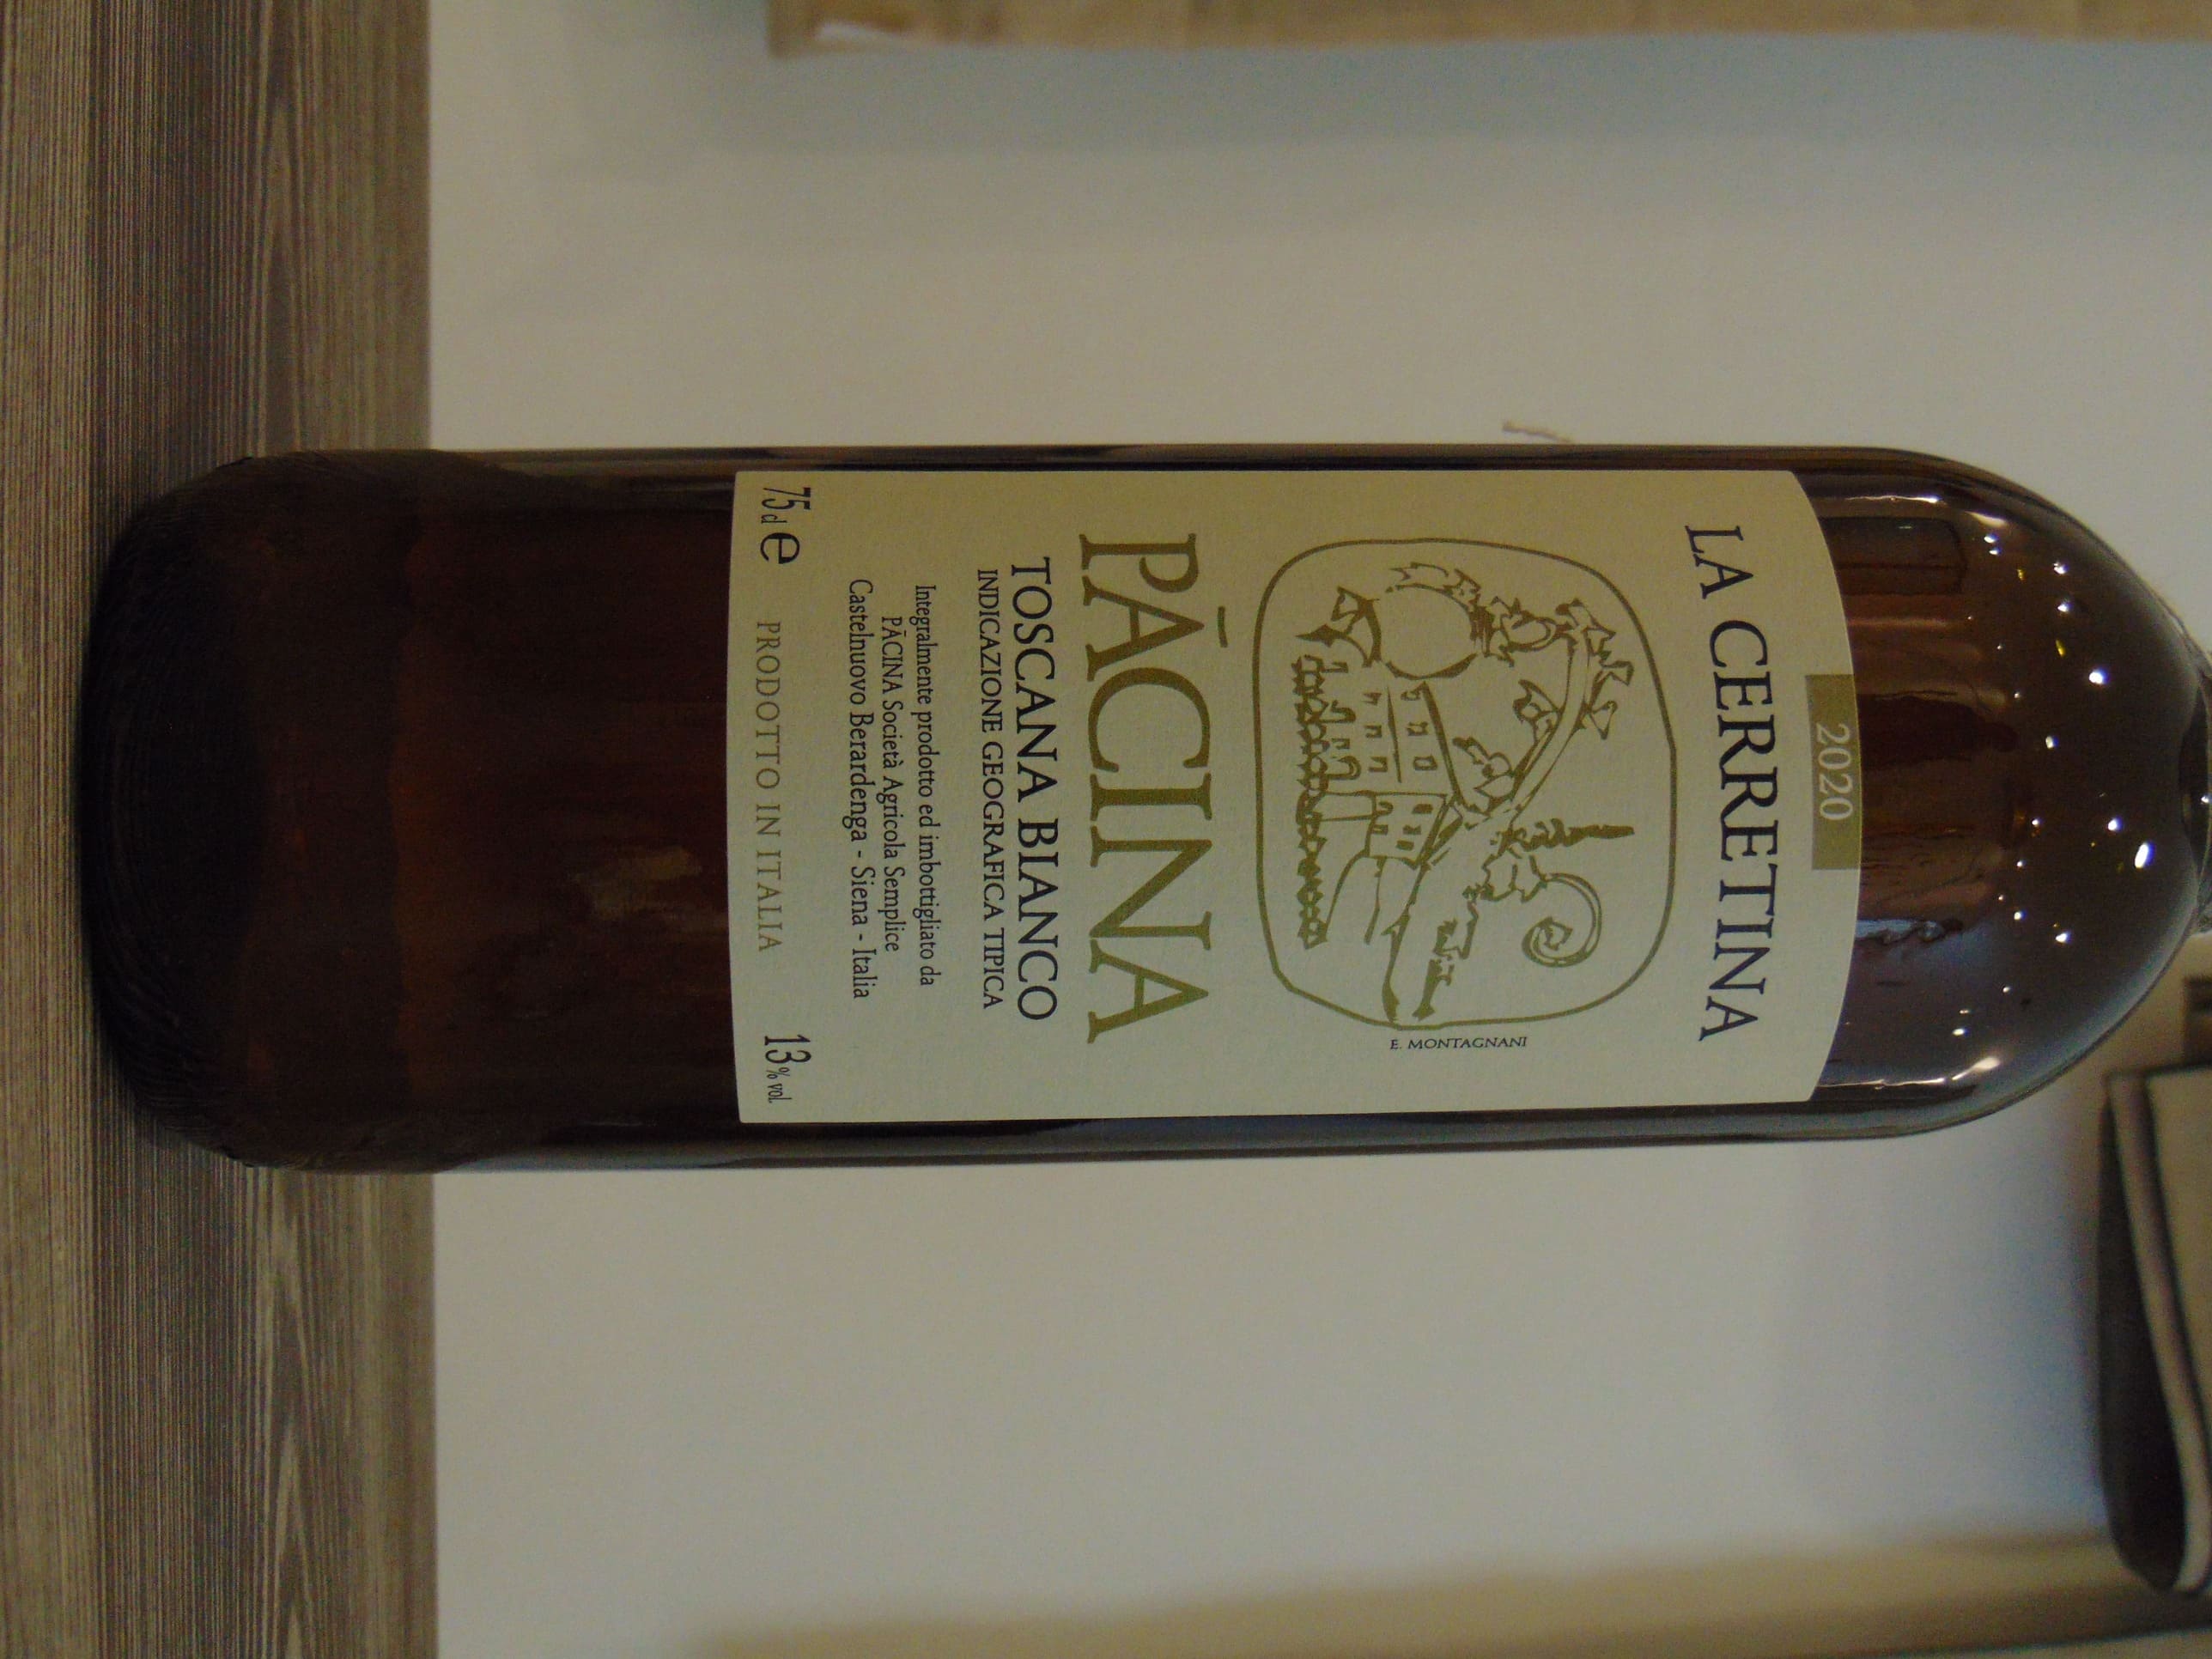 2020
LA CERRETINA
E. MONTAGNANI
PĀCINA
TOSCANA BIANCO
INDICAZIONE GEOGRAFICA TIPICA
Integralmente prodotto ed imbottigliato da
PĀCINA Società Agricola Semplice
Castelnuovo Berardenga - Siena - Italia
75cl e PRODOTTO IN ITALIA 13% vol.